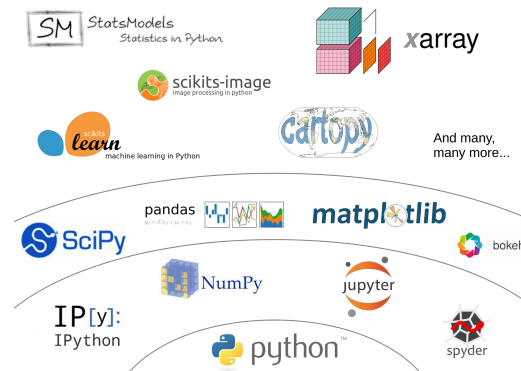 SM
StatsModels
Statistics in Python
xarray
scikits-image
image processing in python
scikits
learn
machine learning in Python
cartopy
And many,
many more...
pandas
matplotlib
SciPy
bokeh
NumPy
jupyter
IP[y]:
IPython
python™
spyder